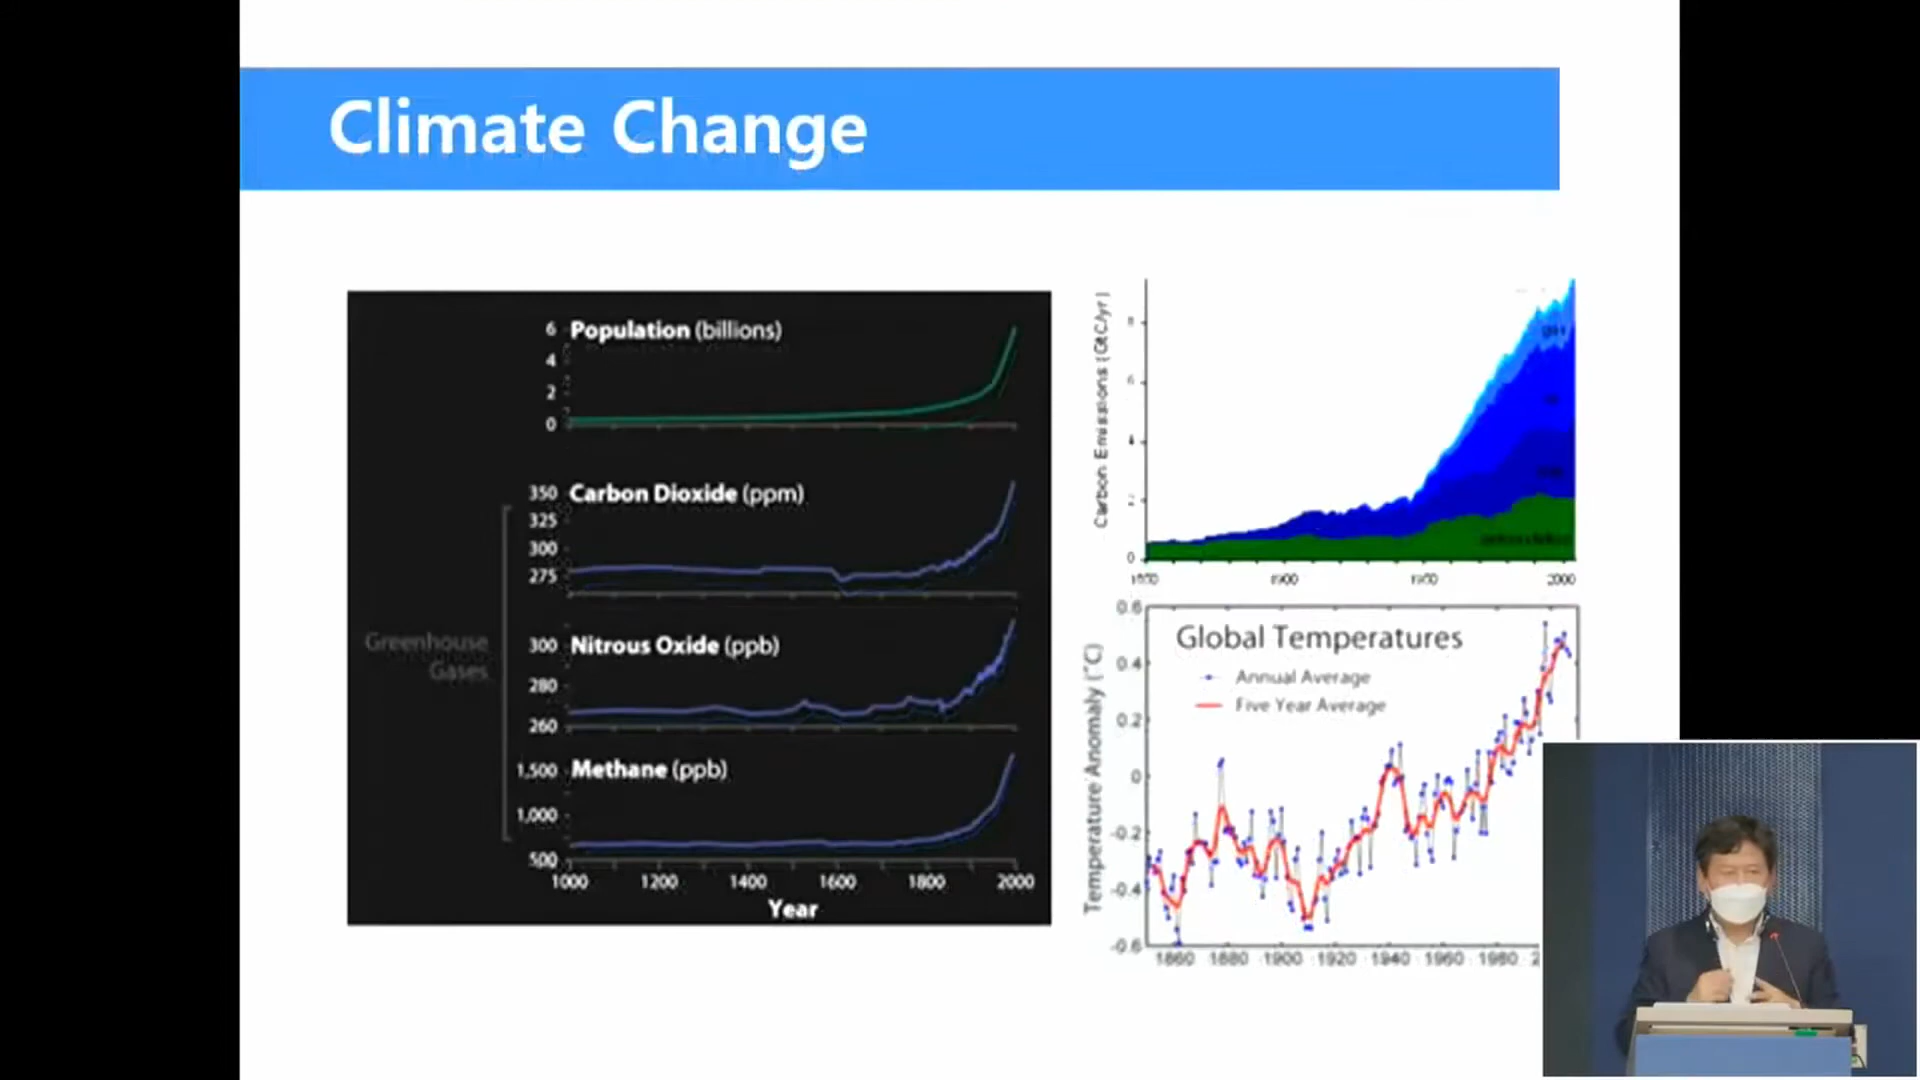 Climate Change
6 Population (billions)
4
2
0
350 Carbon Dioxide (ppm)
325
300
275
Greenhouse
Gases
300 Nitrous Oxide (ppb)
280
260
1,500 Methane (ppb)
1,000
500
1000 1200 1400 1600 1800 2000
Year
Carbon Emissions (GtC/yr)
8
6
4
2
0
1900 2000
Global Temperatures
Annual Average
Five Year Average
Temperature Anomaly (°C)
0.6
0.4
0.2
0
-0.2
-0.4
-0.6
1860 1880 1900 1920 1940 1960 1980 2